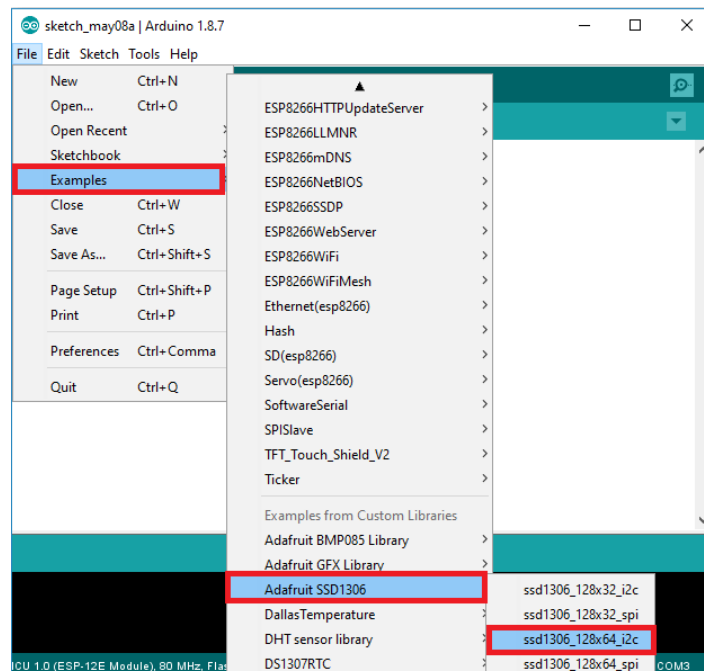 sketch_may08a | Arduino 1.8.7
File Edit Sketch Tools Help
New Ctrl+N
Open... Ctrl+O
Open Recent
Sketchbook
Examples
Close Ctrl+W
Save Ctrl+S
Save As... Ctrl+Shift+S
Page Setup Ctrl+Shift+P
Print Ctrl+P
Preferences Ctrl+Comma
Quit Ctrl+Q
ESP8266HTTPUpdateServer
ESP8266LLMNR
ESP8266mDNS
ESP8266NetBIOS
ESP8266SSDP
ESP8266WebServer
ESP8266WiFi
ESP8266WiFiMesh
Ethernet(esp8266)
Hash
SD(esp8266)
Servo(esp8266)
SoftwareSerial
SPISlave
TFT_Touch_Shield_V2
Ticker
Examples from Custom Libraries
Adafruit BMP085 Library
Adafruit GFX Library
Adafruit SSD1306
DallasTemperature
DHT sensor library
DS1307RTC
ssd1306_128x32_i2c
ssd1306_128x32_spi
ssd1306_128x64_i2c
ssd1306_128x64_spi
ICU 1.0 (ESP-12E Module), 80 MHz, Flas
COM3